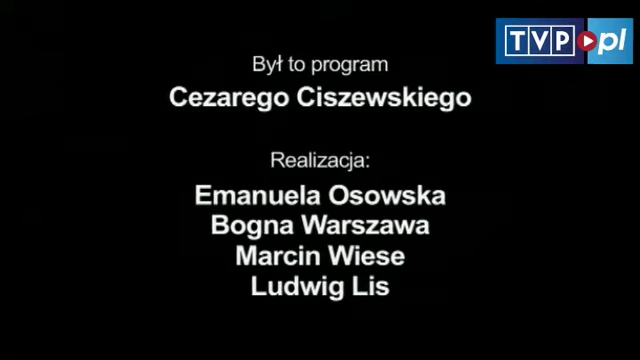 TVP.pl
Był to program
Cezarego Ciszewskiego
Realizacja:
Emanuela Osowska
Bogna Warszawa
Marcin Wiese
Ludwig Lis